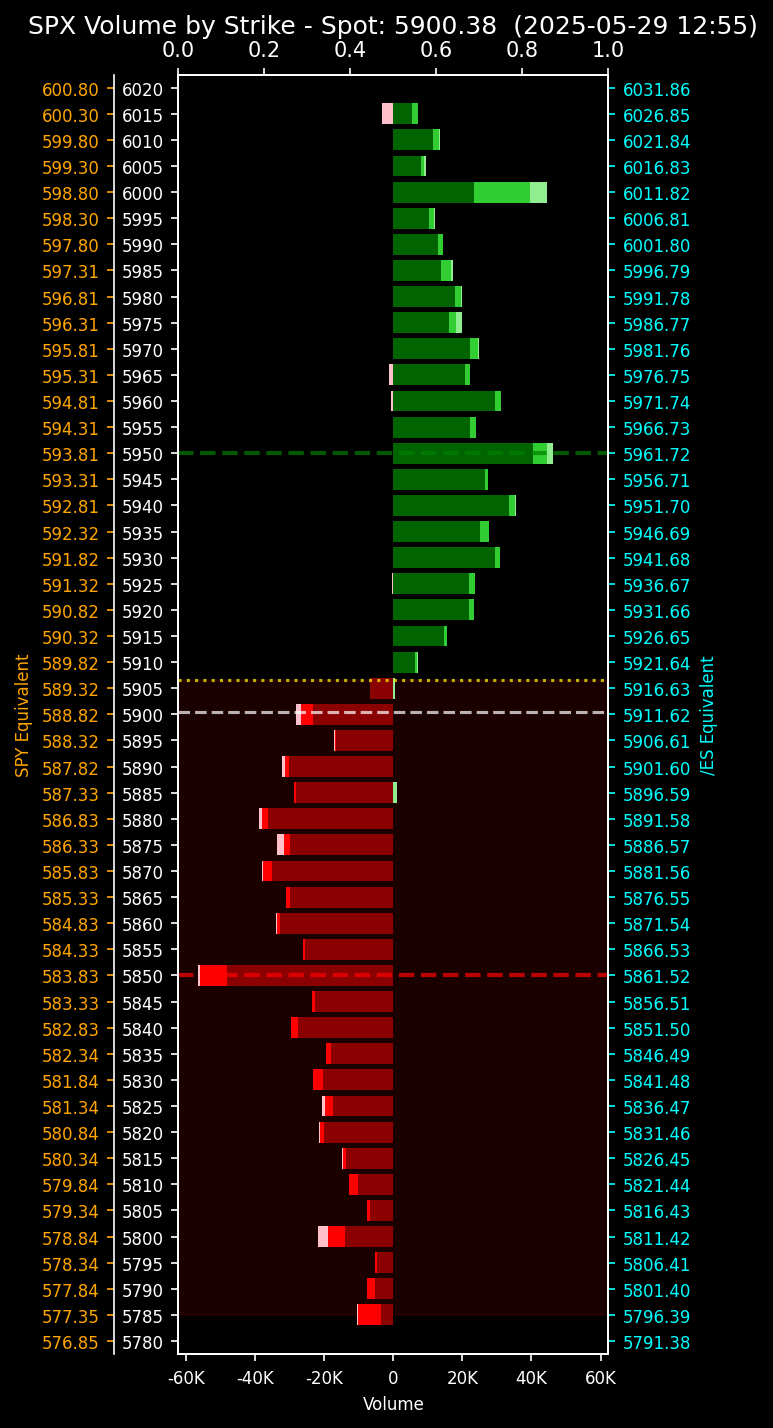 SPX Volume by Strike - Spot: 5900.38 (2025-05-29 12:55)
0.0 0.2 0.4 0.6 0.8 1.0
600.80 6020 6031.86
600.30 6015 6026.85
599.80 6010 6021.84
599.30 6005 6016.83
598.80 6000 6011.82
598.30 5995 6006.81
597.80 5990 6001.80
597.31 5985 5996.79
596.81 5980 5991.78
596.31 5975 5986.77
595.81 5970 5981.76
595.31 5965 5976.75
594.81 5960 5971.74
594.31 5955 5966.73
593.81 5950 5961.72
593.31 5945 5956.71
592.81 5940 5951.70
592.32 5935 5946.69
591.82 5930 5941.68
591.32 5925 5936.67
590.82 5920 5931.66
590.32 5915 5926.65
589.82 5910 5921.64
589.32 5905 5916.63
588.82 5900 5911.62
588.32 5895 5906.61
587.82 5890 5901.60
587.33 5885 5896.59
586.83 5880 5891.58
586.33 5875 5886.57
585.83 5870 5881.56
585.33 5865 5876.55
584.83 5860 5871.54
584.33 5855 5866.53
583.83 5850 5861.52
583.33 5845 5856.51
582.83 5840 5851.50
582.34 5835 5846.49
581.84 5830 5841.48
581.34 5825 5836.47
580.84 5820 5831.46
580.34 5815 5826.45
579.84 5810 5821.44
579.34 5805 5816.43
578.84 5800 5811.42
578.34 5795 5806.41
577.84 5790 5801.40
577.35 5785 5796.39
576.85 5780 5791.38
SPY Equivalent
/ES Equivalent
-60K -40K -20K 0 20K 40K 60K
Volume